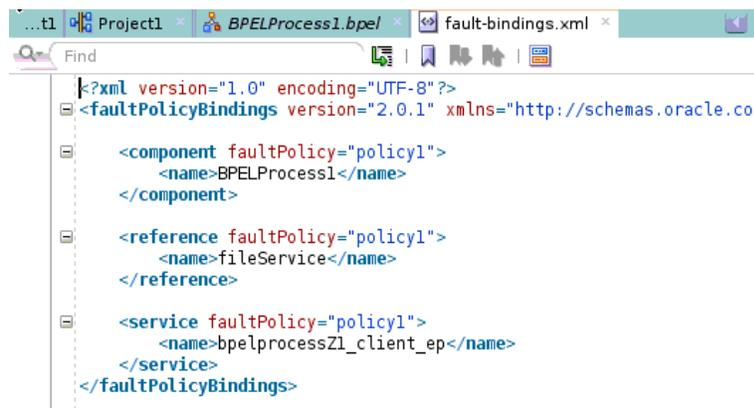 ...t1 Project1 BPELProcess1.bpel fault-bindings.xml
Find
<?xml version="1.0" encoding="UTF-8"?>
<faultPolicyBindings version="2.0.1" xmlns="http://schemas.oracle.co
<component faultPolicy="policy1">
<name>BPELProcess1</name>
</component>
<reference faultPolicy="policy1">
<name>fileService</name>
</reference>
<service faultPolicy="policy1">
<name>bpelprocessZ1_client_ep</name>
</service>
</faultPolicyBindings>